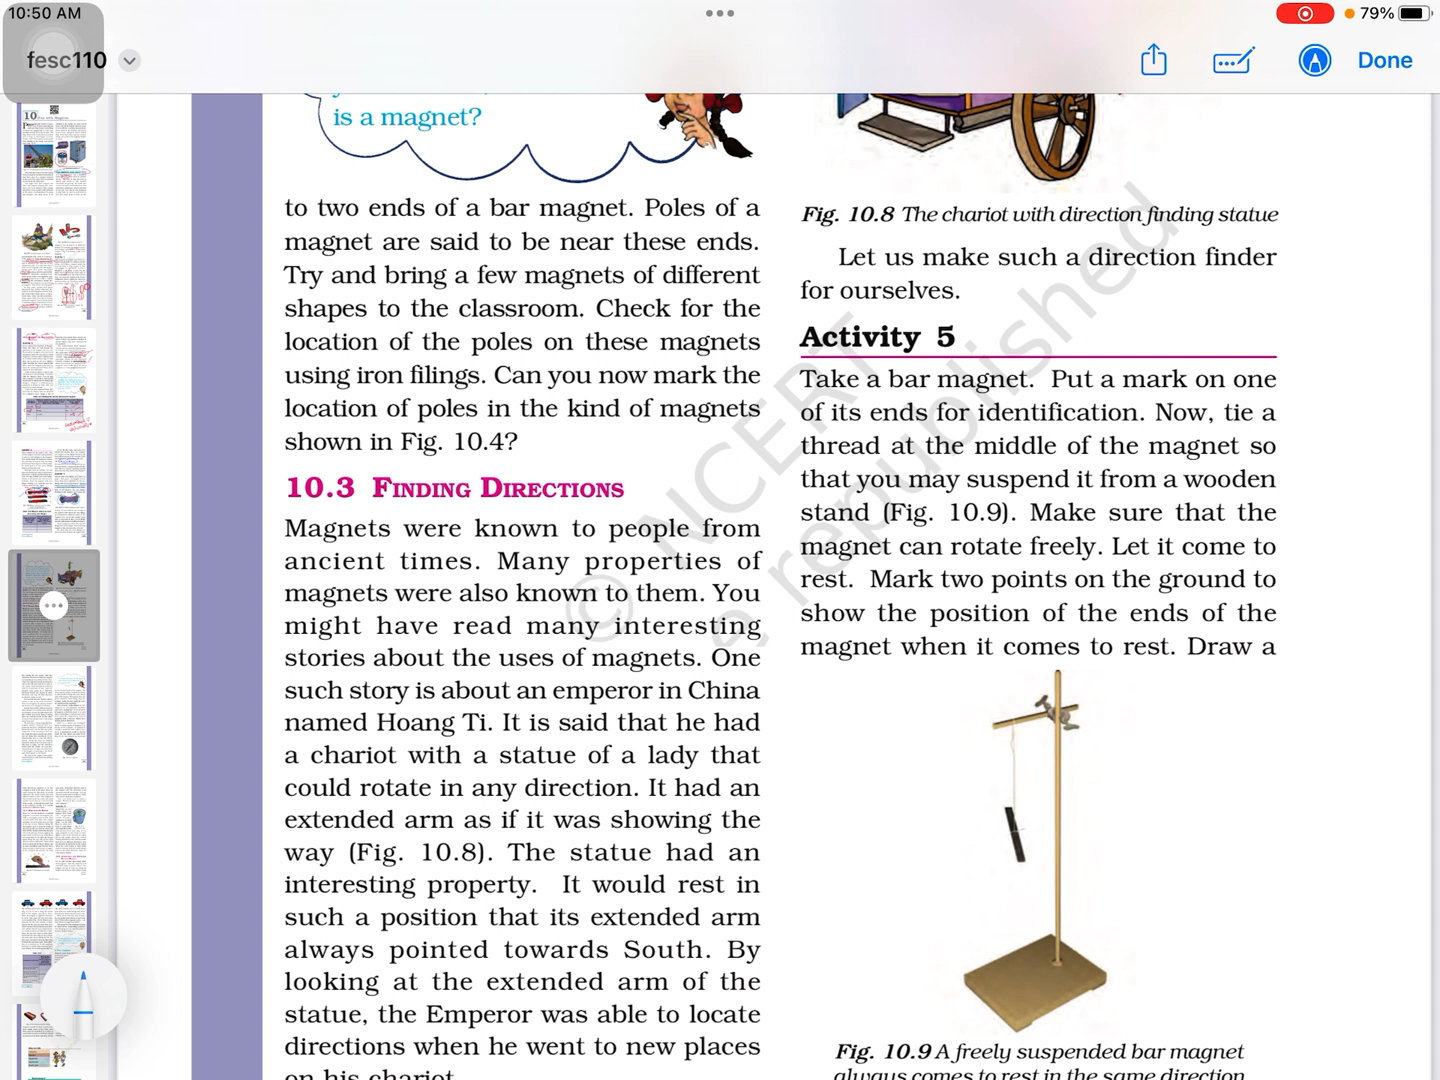 10:50 AM
79%
fesc110
Done
is a magnet?
to two ends of a bar magnet. Poles of a
magnet are said to be near these ends.
Try and bring a few magnets of different
shapes to the classroom. Check for the
location of the poles on these magnets
using iron filings. Can you now mark the
location of poles in the kind of magnets
shown in Fig. 10.4?
10.3 FINDING DIRECTIONS
Magnets were known to people from
ancient times. Many properties of
magnets were also known to them. You
might have read many interesting
stories about the uses of magnets. One
such story is about an emperor in China
named Hoang Ti. It is said that he had
a chariot with a statue of a lady that
could rotate in any direction. It had an
extended arm as if it was showing the
way (Fig. 10.8). The statue had an
interesting property. It would rest in
such a position that its extended arm
always pointed towards South. By
looking at the extended arm of the
statue, the Emperor was able to locate
directions when he went to new places
on his chariot.
Fig. 10.8 The chariot with direction finding statue
Let us make such a direction finder
for ourselves.
Activity 5
Take a bar magnet. Put a mark on one
of its ends for identification. Now, tie a
thread at the middle of the magnet so
that you may suspend it from a wooden
stand (Fig. 10.9). Make sure that the
magnet can rotate freely. Let it come to
rest. Mark two points on the ground to
show the position of the ends of the
magnet when it comes to rest. Draw a
Fig. 10.9 A freely suspended bar magnet
always comes to rest in the same direction
© NCERT
republished